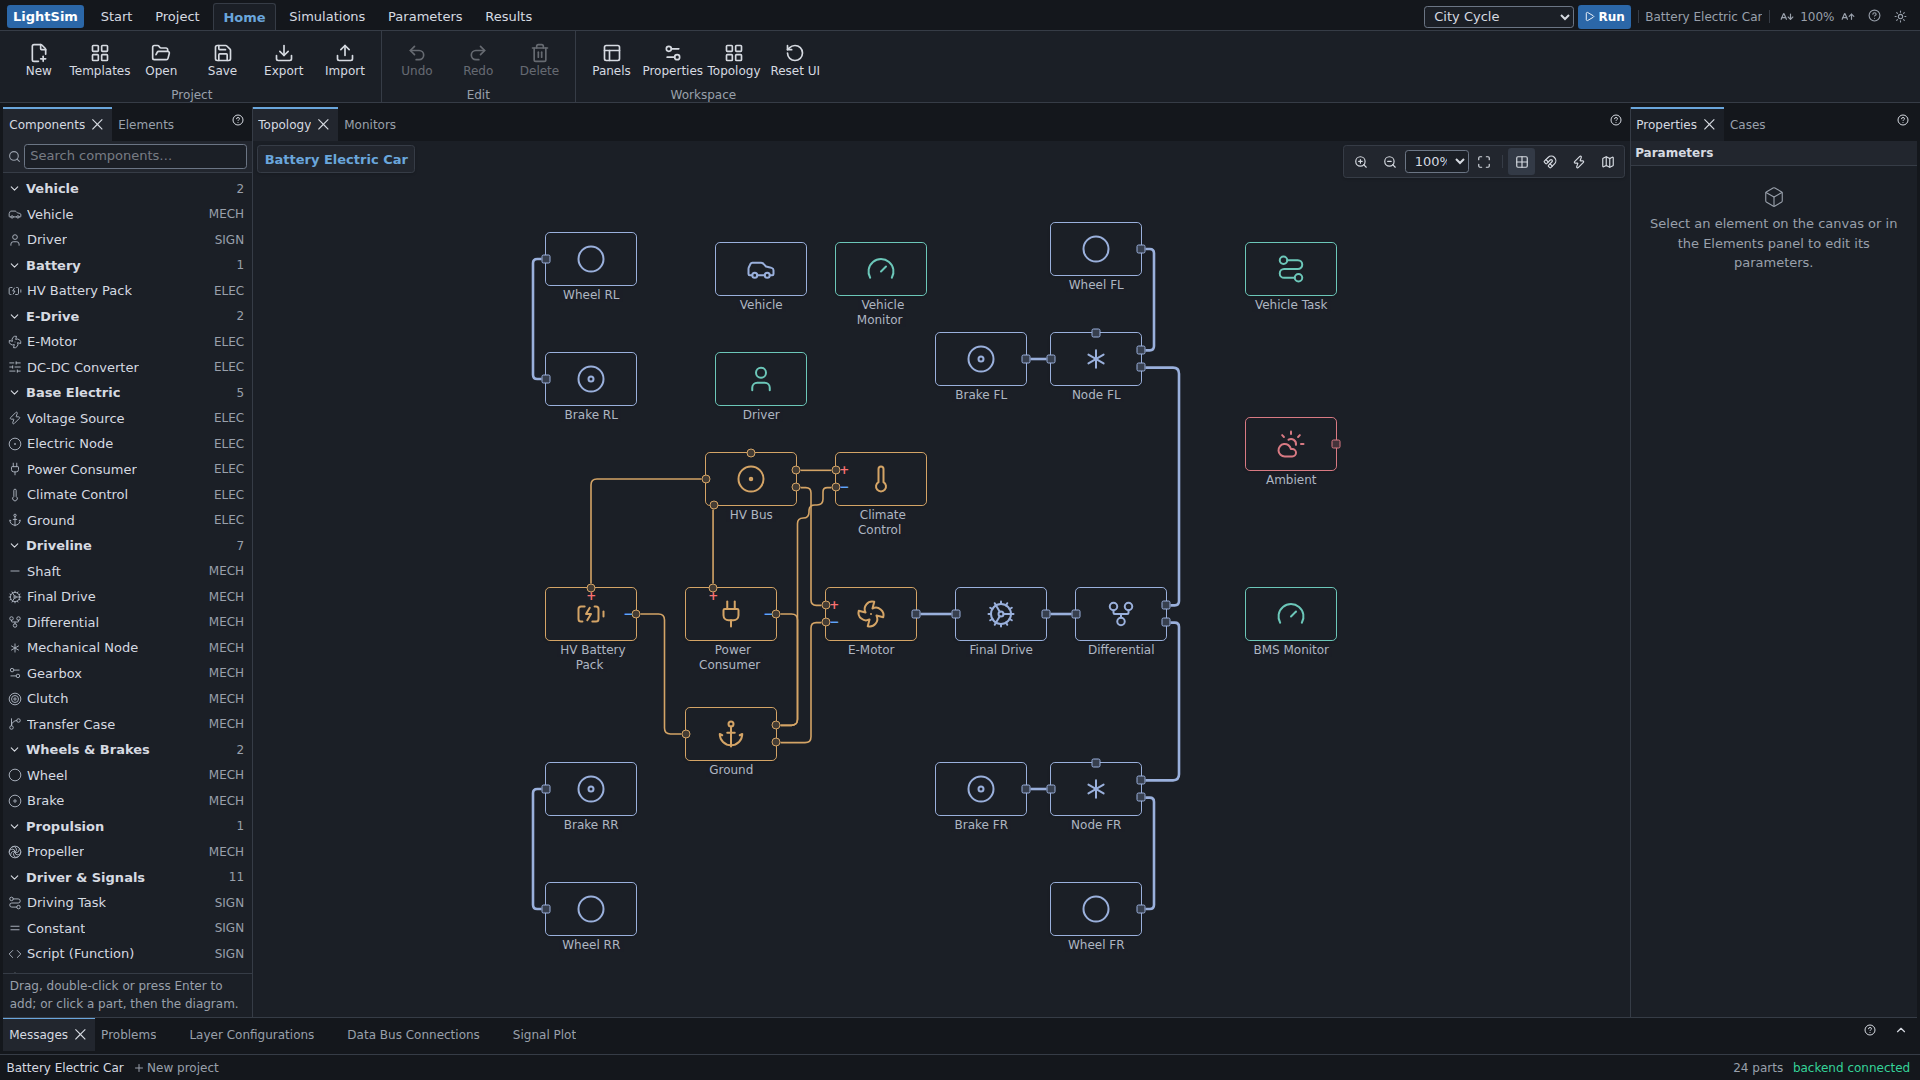 LightSim Start Project Home Simulations Parameters Results City Cycle Run Battery Electric Car 100%
New Templates Open Save Export Import Undo Redo Delete Panels Properties Topology Reset UI
Project Edit Workspace
Components Elements
Search components...
Vehicle 2
Vehicle MECH
Driver SIGN
Battery 1
HV Battery Pack ELEC
E-Drive 2
E-Motor ELEC
DC-DC Converter ELEC
Base Electric 5
Voltage Source ELEC
Electric Node ELEC
Power Consumer ELEC
Climate Control ELEC
Ground ELEC
Driveline 7
Shaft MECH
Final Drive MECH
Differential MECH
Mechanical Node MECH
Gearbox MECH
Clutch MECH
Transfer Case MECH
Wheels & Brakes 2
Wheel MECH
Brake MECH
Propulsion 1
Propeller MECH
Driver & Signals 11
Driving Task SIGN
Constant SIGN
Script (Function) SIGN
Drag, double-click or press Enter to
add; or click a part, then the diagram.
Topology Monitors
Battery Electric Car
100%
Wheel RL
Vehicle
Vehicle
Monitor
Wheel FL
Vehicle Task
Brake RL
Driver
Brake FL
Node FL
Ambient
HV Bus
Climate
Control
HV Battery
Pack
Power
Consumer
E-Motor
Final Drive
Differential
BMS Monitor
Ground
Brake RR
Brake FR
Node FR
Wheel RR
Wheel FR
Properties Cases
Parameters
Select an element on the canvas or in
the Elements panel to edit its
parameters.
Messages Problems Layer Configurations Data Bus Connections Signal Plot
Battery Electric Car + New project 24 parts backend connected